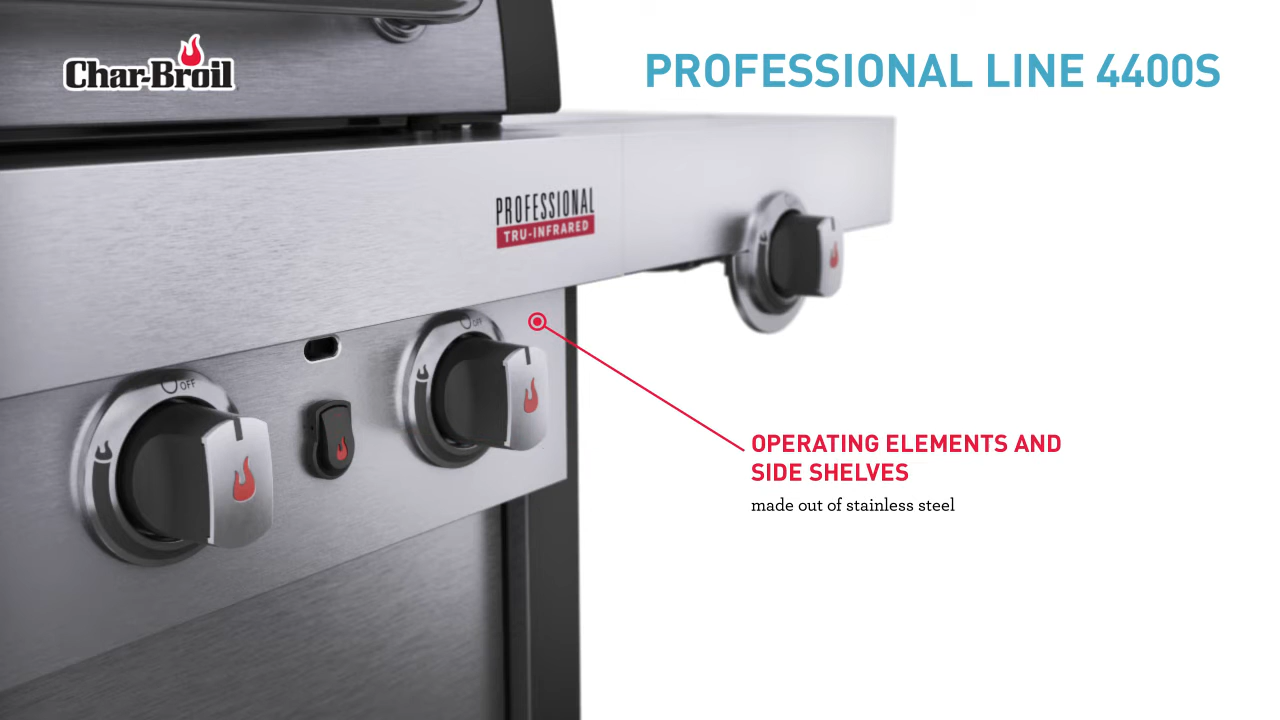 Char-Broil
PROFESSIONAL LINE 4400S
PROFESSIONAL
TRU-INFRARED
OFF
OFF
OPERATING ELEMENTS AND
SIDE SHELVES
made out of stainless steel